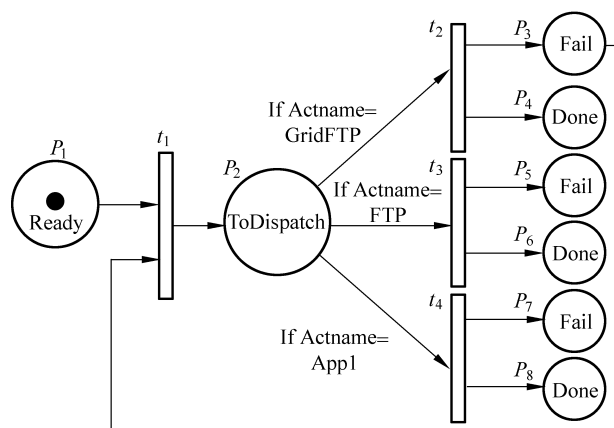 t2
P3
Fail
P4
Done
If Actname=
GridFTP
P1
Ready
t1
P2
ToDispatch
t3
P5
Fail
If Actname=
FTP
P6
Done
t4
P7
Fail
If Actname=
App1
P8
Done